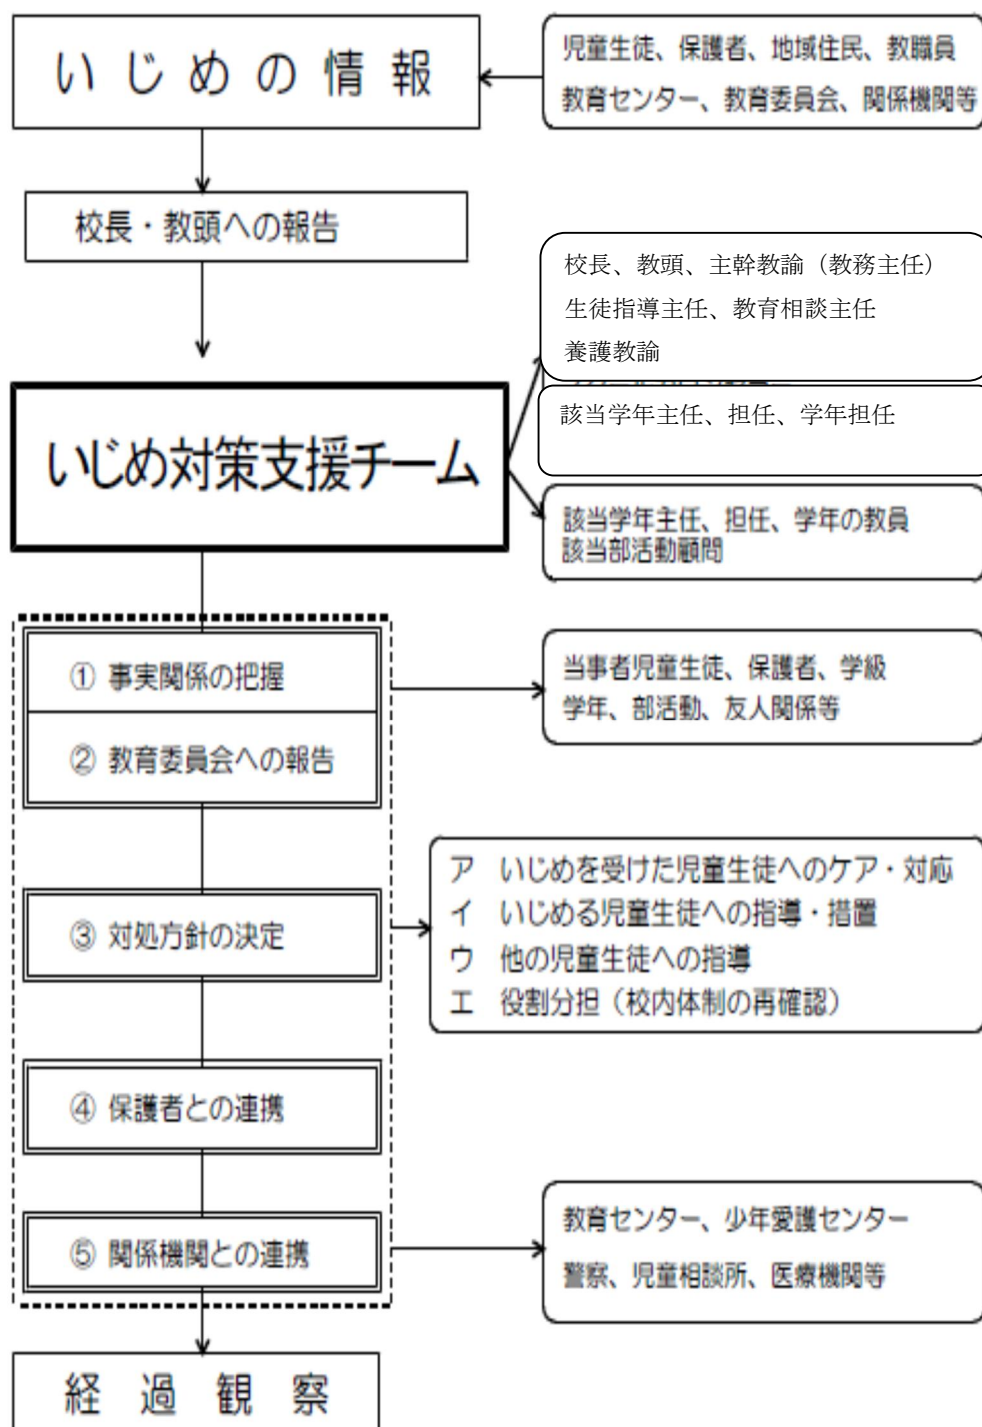 いじめの情報
児童生徒、保護者、地域住民、教職員
教育センター、教育委員会、関係機関等
校長・教頭への報告
校長、教頭、主幹教諭（教務主任）
生徒指導主任、教育相談主任
養護教諭
いじめ対策支援チーム
該当学年主任、担任、学年担任
該当学年主任、担任、学年の教員
該当部活動顧問
① 事実関係の把握
② 教育委員会への報告
当事者児童生徒、保護者、学級
学年、部活動、友人関係等
③ 対処方針の決定
ア いじめを受けた児童生徒へのケア・対応
イ いじめる児童生徒への指導・措置
ウ 他の児童生徒への指導
エ 役割分担（校内体制の再確認）
④ 保護者との連携
⑤ 関係機関との連携
教育センター、少年愛護センター
警察、児童相談所、医療機関等
経過観察